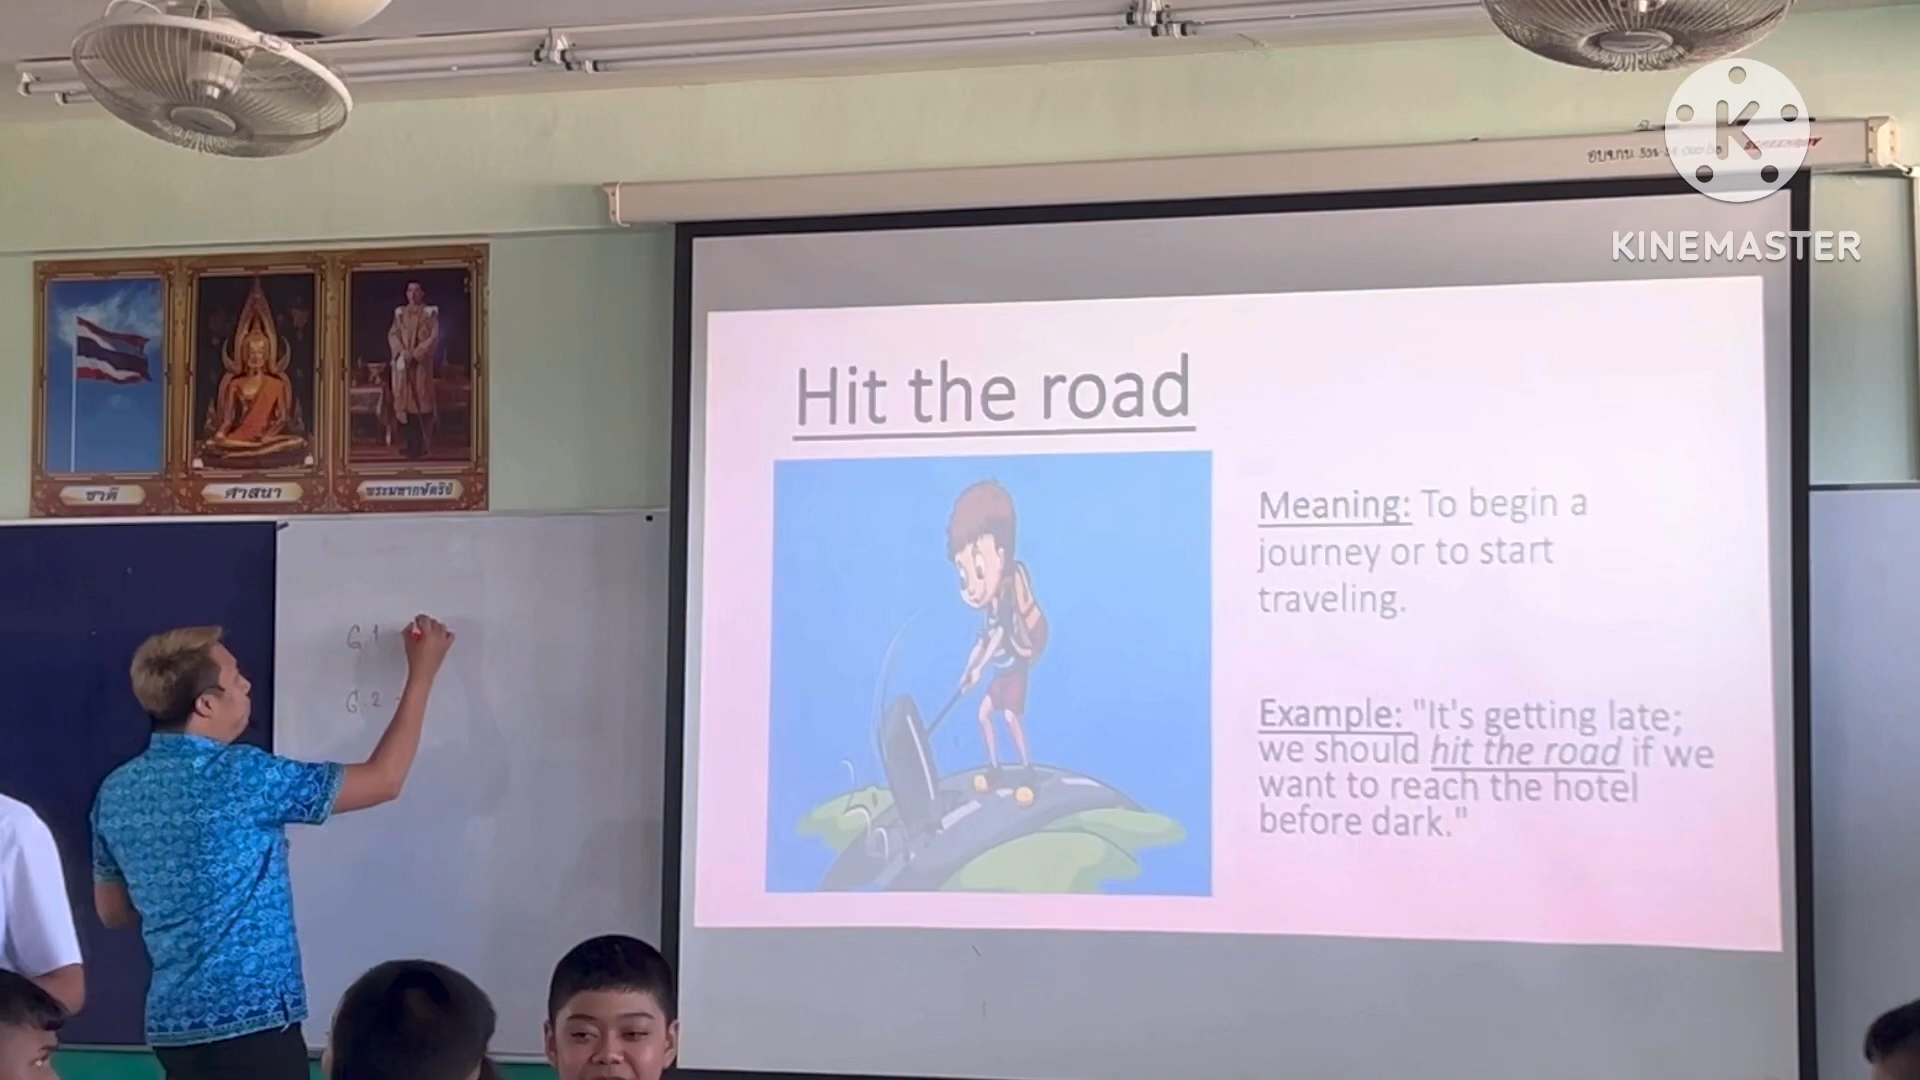 KINEMASTER
Hit the road
Meaning: To begin a
journey or to start
traveling.
Example: "It's getting late;
we should hit the road if we
want to reach the hotel
before dark."
ชาติ
ศาสนา
พระมหากษัตริย์
G.1
G.2 -